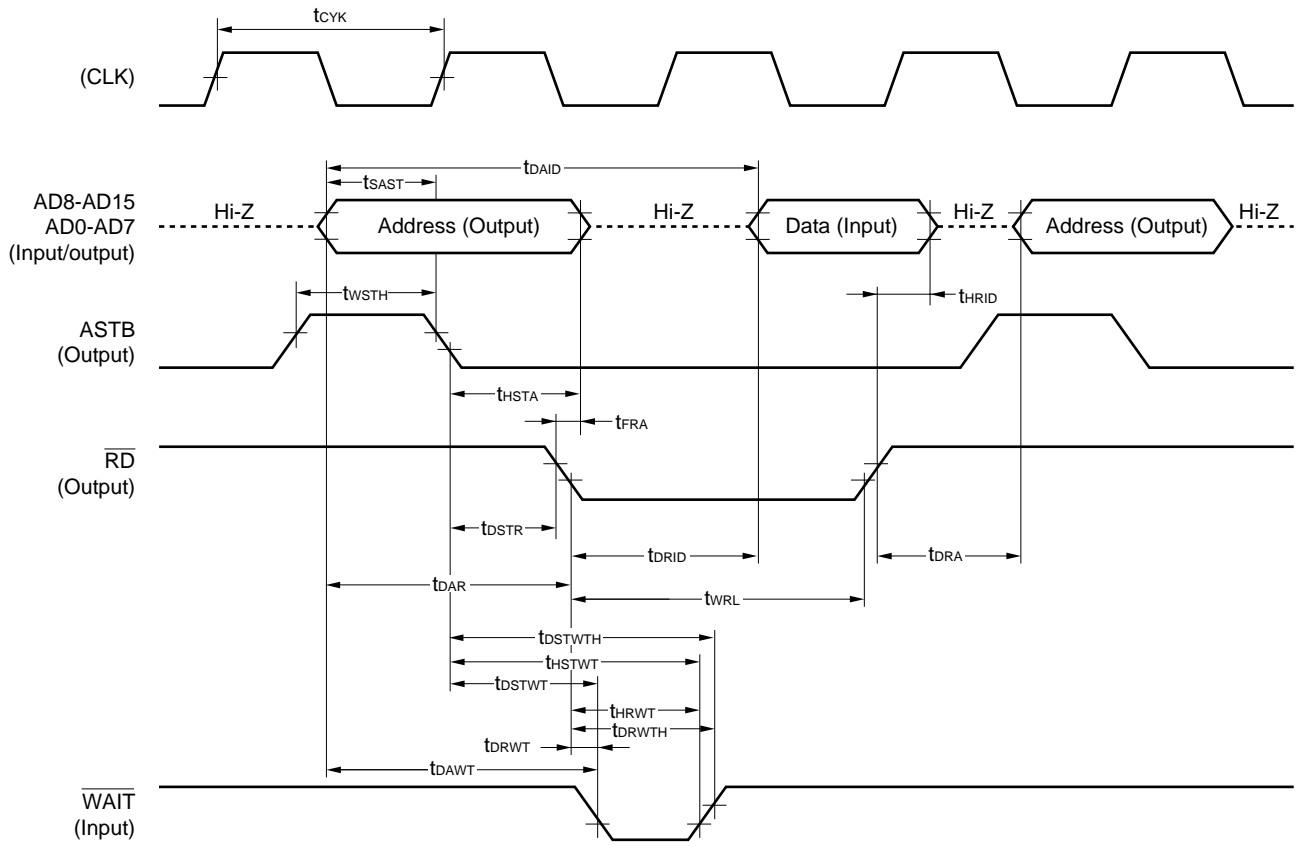 tCYK
(CLK)
tDAID
tSAST
AD8-AD15
AD0-AD7
(Input/output)
Hi-Z
Address (Output)
Hi-Z
Data (Input)
Hi-Z
Address (Output)
Hi-Z
tWSTH
tHRID
ASTB
(Output)
tHSTA
tFRA
RD
(Output)
tDSTR
tDRID
tDRA
tDAR
tWRL
tDSTWTH
tHSTWT
tDSTWT
tHRWT
tDRWTH
tDRWT
tDAWT
WAIT
(Input)